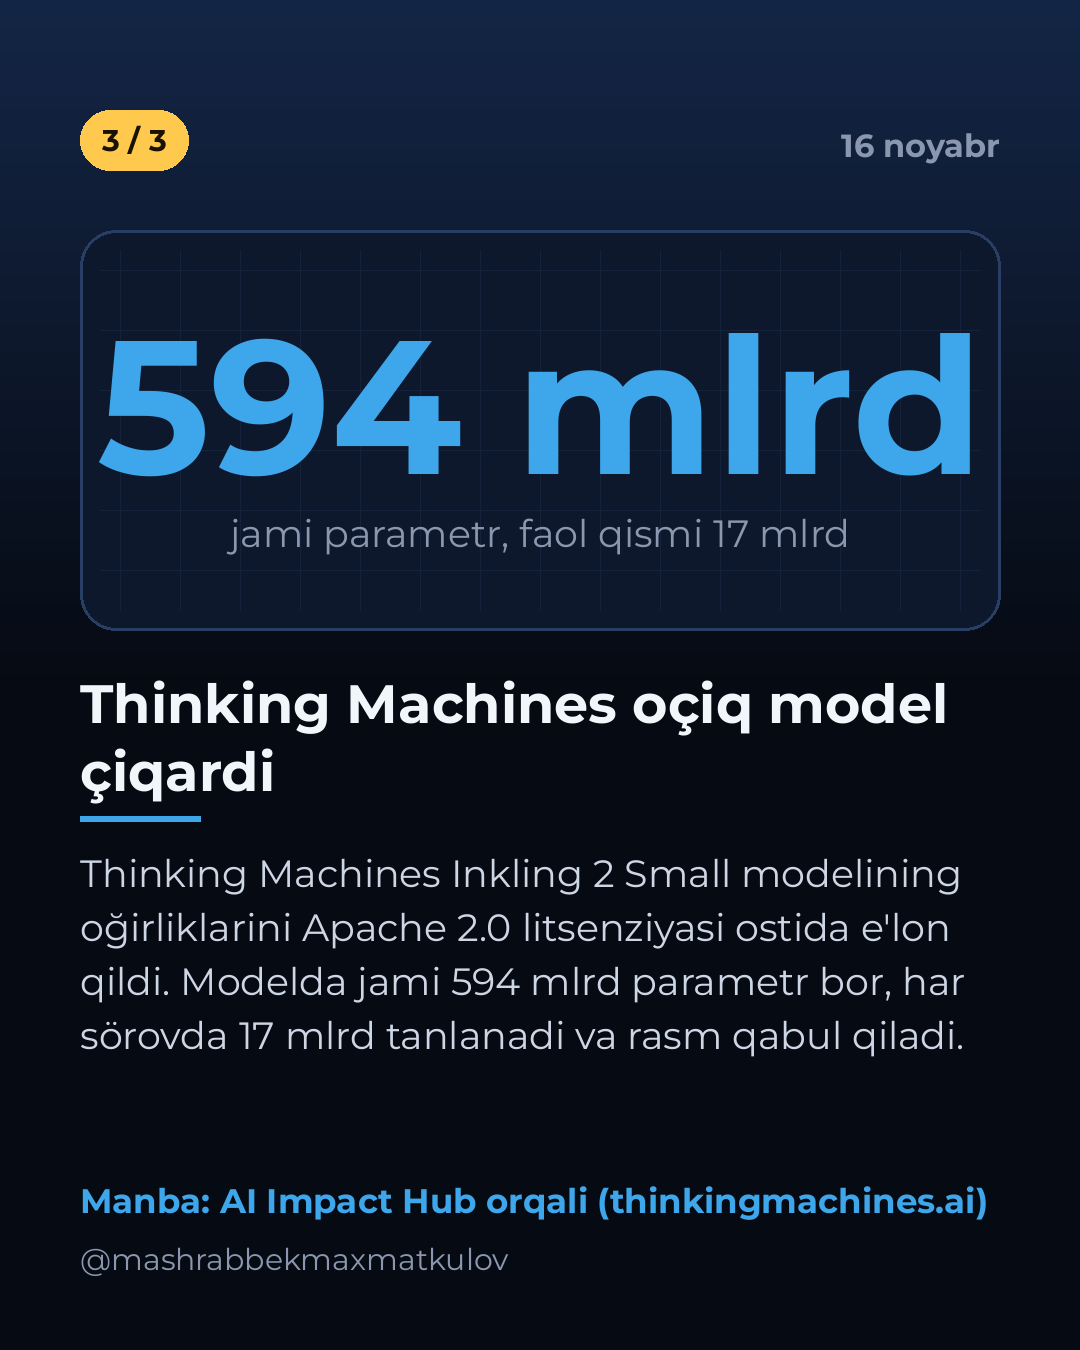 3 / 3
16 noyabr
594 mlrd
jami parametr, faol qismi 17 mlrd
Thinking Machines oçiq model
çiqardi
Thinking Machines Inkling 2 Small modelining
oğirliklarini Apache 2.0 litsenziyasi ostida e'lon
qildi. Modelda jami 594 mlrd parametr bor, har
sörovda 17 mlrd tanlanadi va rasm qabul qiladi.
Manba: AI Impact Hub orqali (thinkingmachines.ai)
@mashrabbekmaxmatkulov